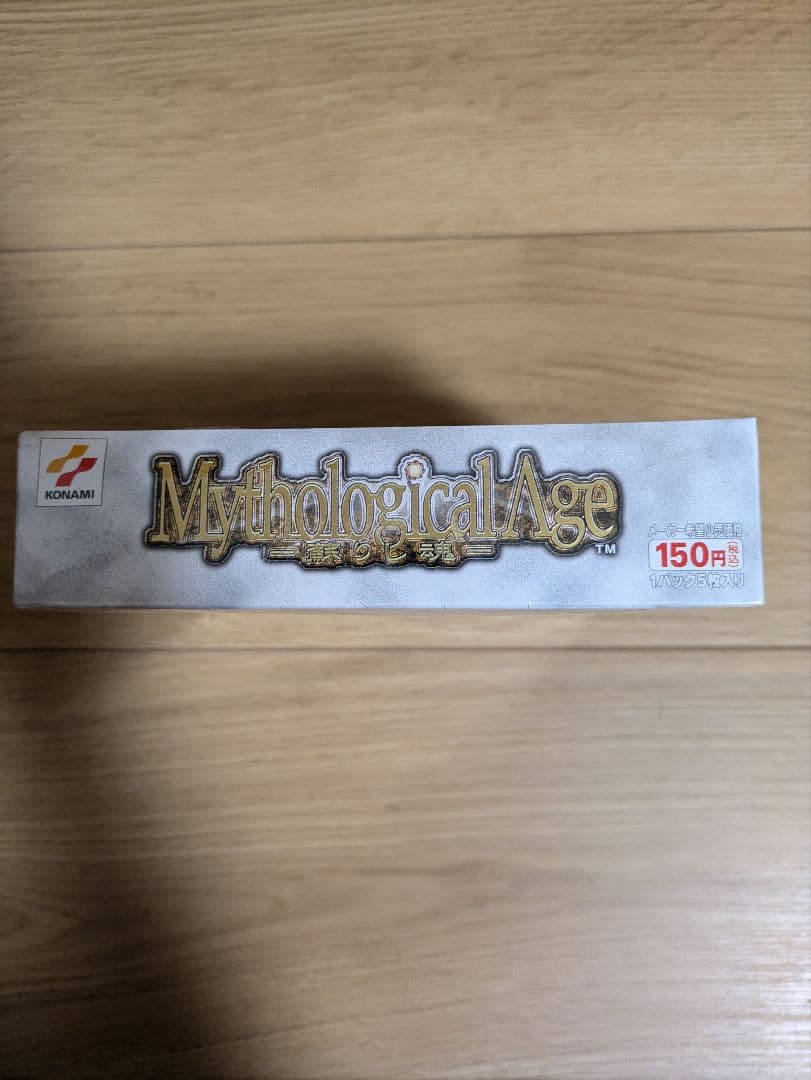 KONAMI
Mythological Age
憑りし魂
TM
メーカー希望小売価格
150円(税込)
1パック5枚入り